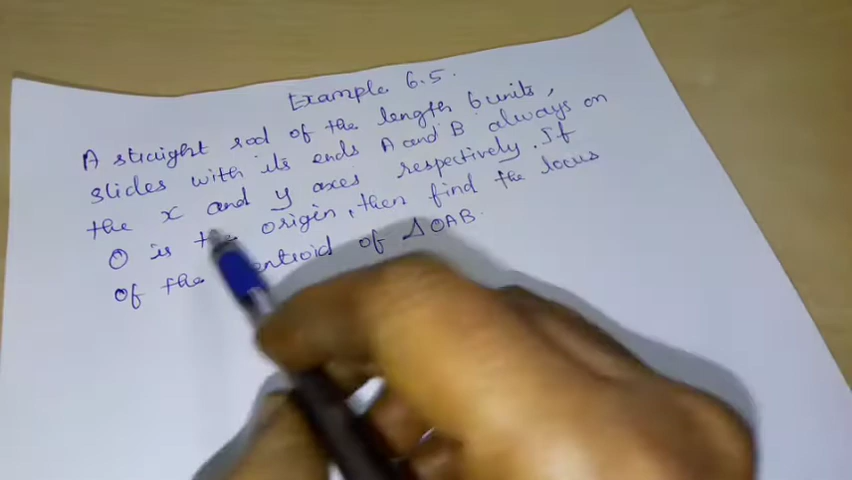 Example 6.5.
A straight rod of the length 6 units,
slides with its ends A and B always on
the x and y axes respectively. If
O is the origin, then find the locus
of the centroid of Δ OAB.